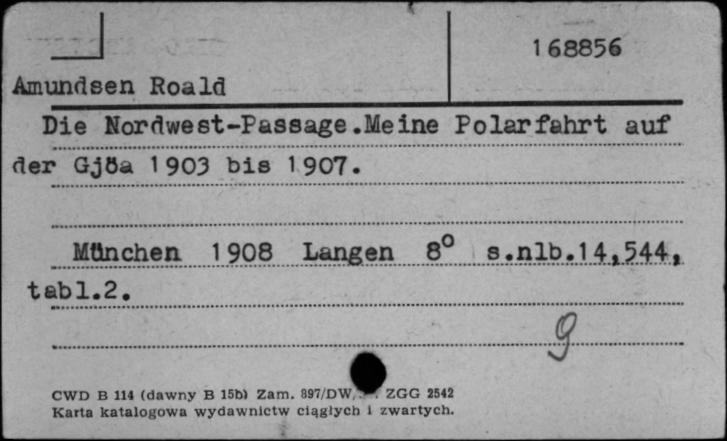 168856
Amundsen Roald
Die Nordwest-Passage.Meine Polarfahrt auf
der Gjöa 1903 bis 1907.
München 1908 Langen 8° s.nlb.14,544,
tabl.2.
g
CWD B 114 (dawny B 15b) Zam. 897/DW, ZGG 2542
Karta katalogowa wydawnictw ciągłych i zwartych.